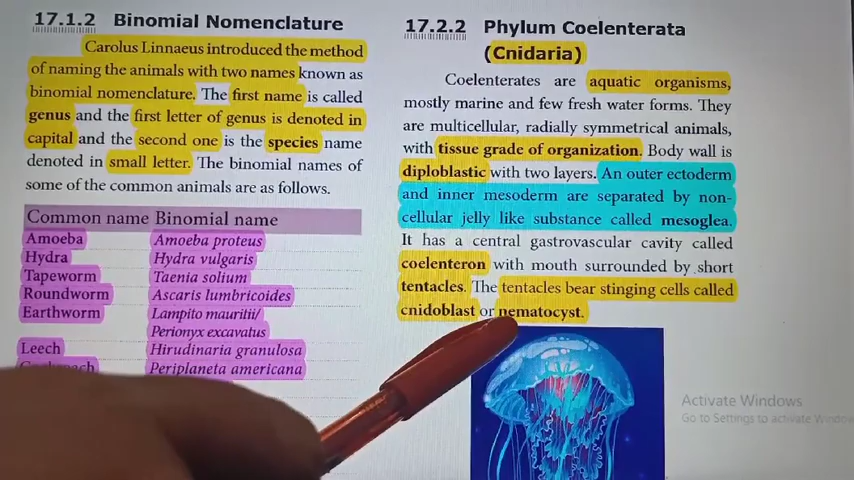 17.1.2 Binomial Nomenclature
Carolus Linnaeus introduced the method
of naming the animals with two names known as
binomial nomenclature. The first name is called
genus and the first letter of genus is denoted in
capital and the second one is the species name
denoted in small letter. The binomial names of
some of the common animals are as follows.
Common name Binomial name
Amoeba Amoeba proteus
Hydra Hydra vulgaris
Tapeworm Taenia solium
Roundworm Ascaris lumbricoides
Earthworm Lampito mauritii/
Perionyx excavatus
Leech Hirudinaria granulosa
Periplaneta americana
17.2.2 Phylum Coelenterata
(Cnidaria)
Coelenterates are aquatic organisms,
mostly marine and few fresh water forms. They
are multicellular, radially symmetrical animals,
with tissue grade of organization. Body wall is
diploblastic with two layers. An outer ectoderm
and inner mesoderm are separated by non-
cellular jelly like substance called mesoglea.
It has a central gastrovascular cavity called
coelenteron with mouth surrounded by short
tentacles. The tentacles bear stinging cells called
cnidoblast or nematocyst.
Activate Windows
Go to Settings to activate Windows